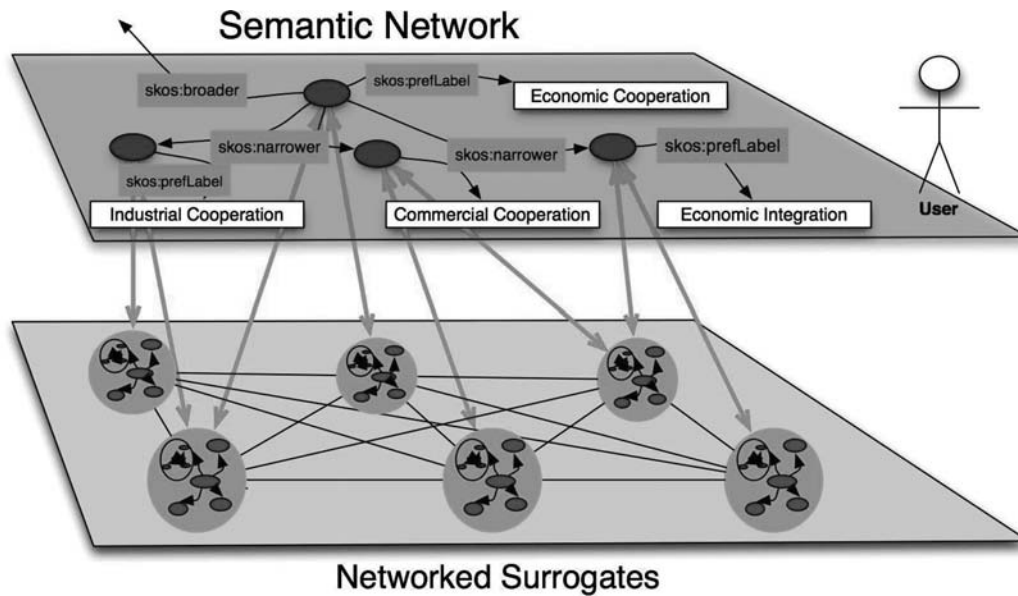 Semantic Network
skos:broader
skos:prefLabel
Economic Cooperation
skos:narrower
skos:narrower
skos:prefLabel
skos:prefLabel
Industrial Cooperation
Commercial Cooperation
Economic Integration
User
Networked Surrogates